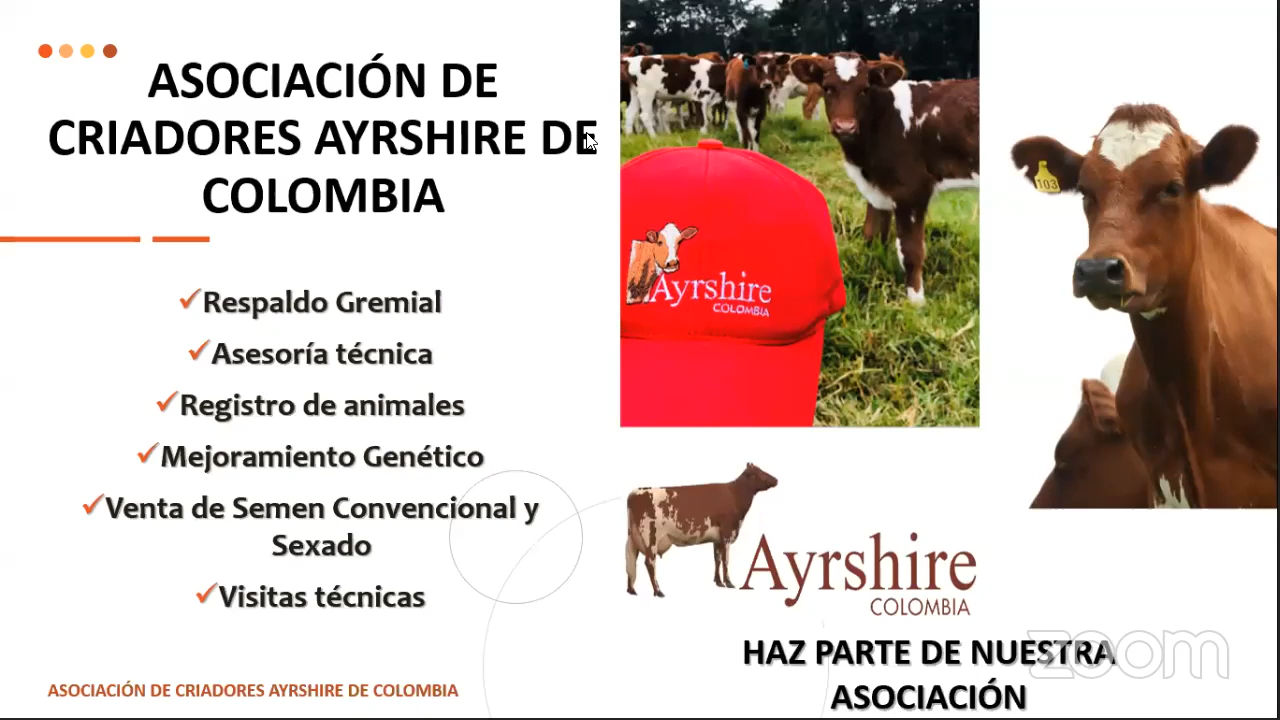 ASOCIACIÓN DE
CRIADORES AYRSHIRE DE
COLOMBIA
✓Respaldo Gremial
✓Asesoría técnica
✓Registro de animales
✓Mejoramiento Genético
✓Venta de Semen Convencional y
Sexado
✓Visitas técnicas
ASOCIACIÓN DE CRIADORES AYRSHIRE DE COLOMBIA
Ayrshire
COLOMBIA
103
Ayrshire
COLOMBIA
HAZ PARTE DE NUESTRA
ASOCIACIÓN
zoom